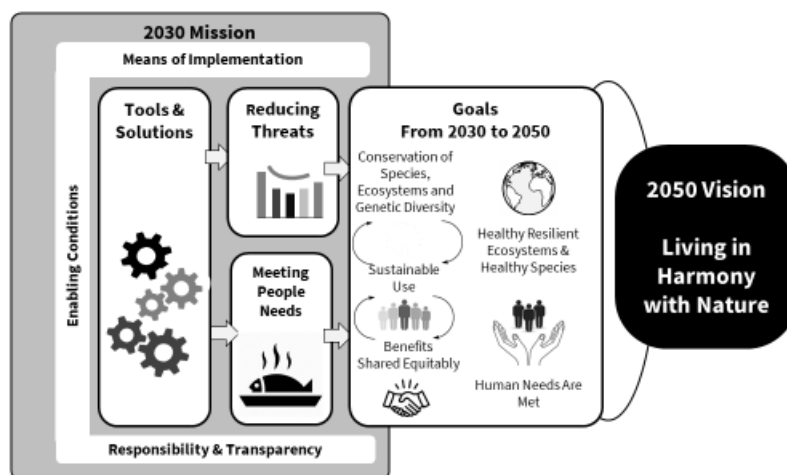 2030 Mission
Means of Implementation
Enabling Conditions
Tools &
Solutions
Reducing
Threats
Meeting
People
Needs
Goals
From 2030 to 2050
Conservation of
Species,
Ecosystems and
Genetic Diversity
Sustainable
Use
Benefits
Shared Equitably
Healthy Resilient
Ecosystems &
Healthy Species
Human Needs Are
Met
2050 Vision
Living in
Harmony
with Nature
Responsibility & Transparency